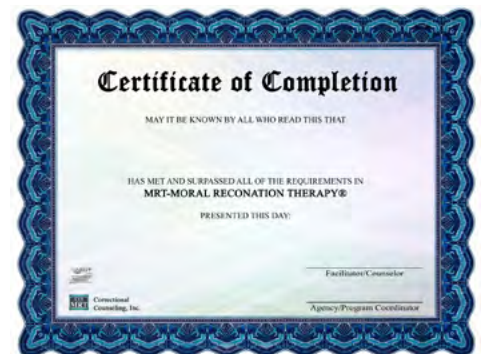 Certificate of Completion
MAY IT BE KNOWN BY ALL WHO READ THIS THAT
HAS MET AND SURPASSED ALL OF THE REQUIREMENTS IN
MRT-MORAL RECONATION THERAPY®
PRESENTED THIS DAY:
Facilitator/Counselor
MRT
Correctional
Counseling, Inc.
Agency/Program Coordinator